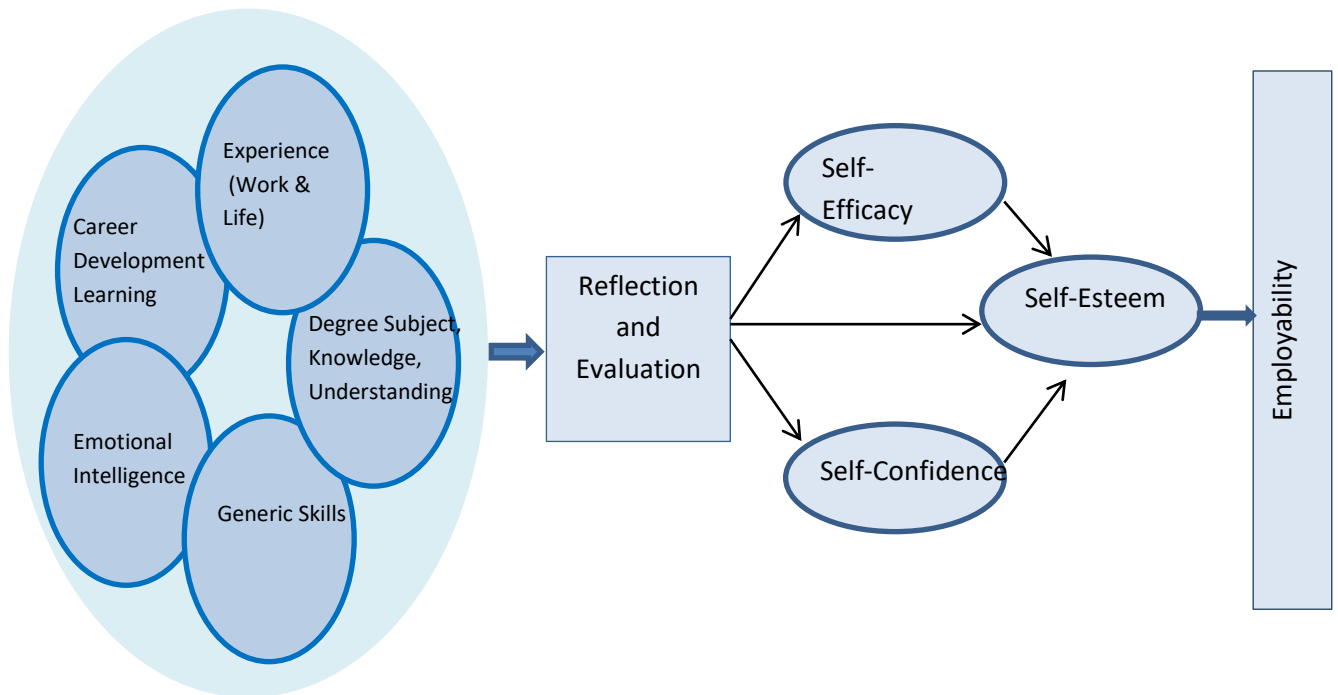 Experience
(Work &
Life)
Career
Development
Learning
Degree Subject,
Knowledge,
Understanding
Emotional
Intelligence
Generic Skills
Reflection
and
Evaluation
Self-
Efficacy
Self-Confidence
Self-Esteem
Employability